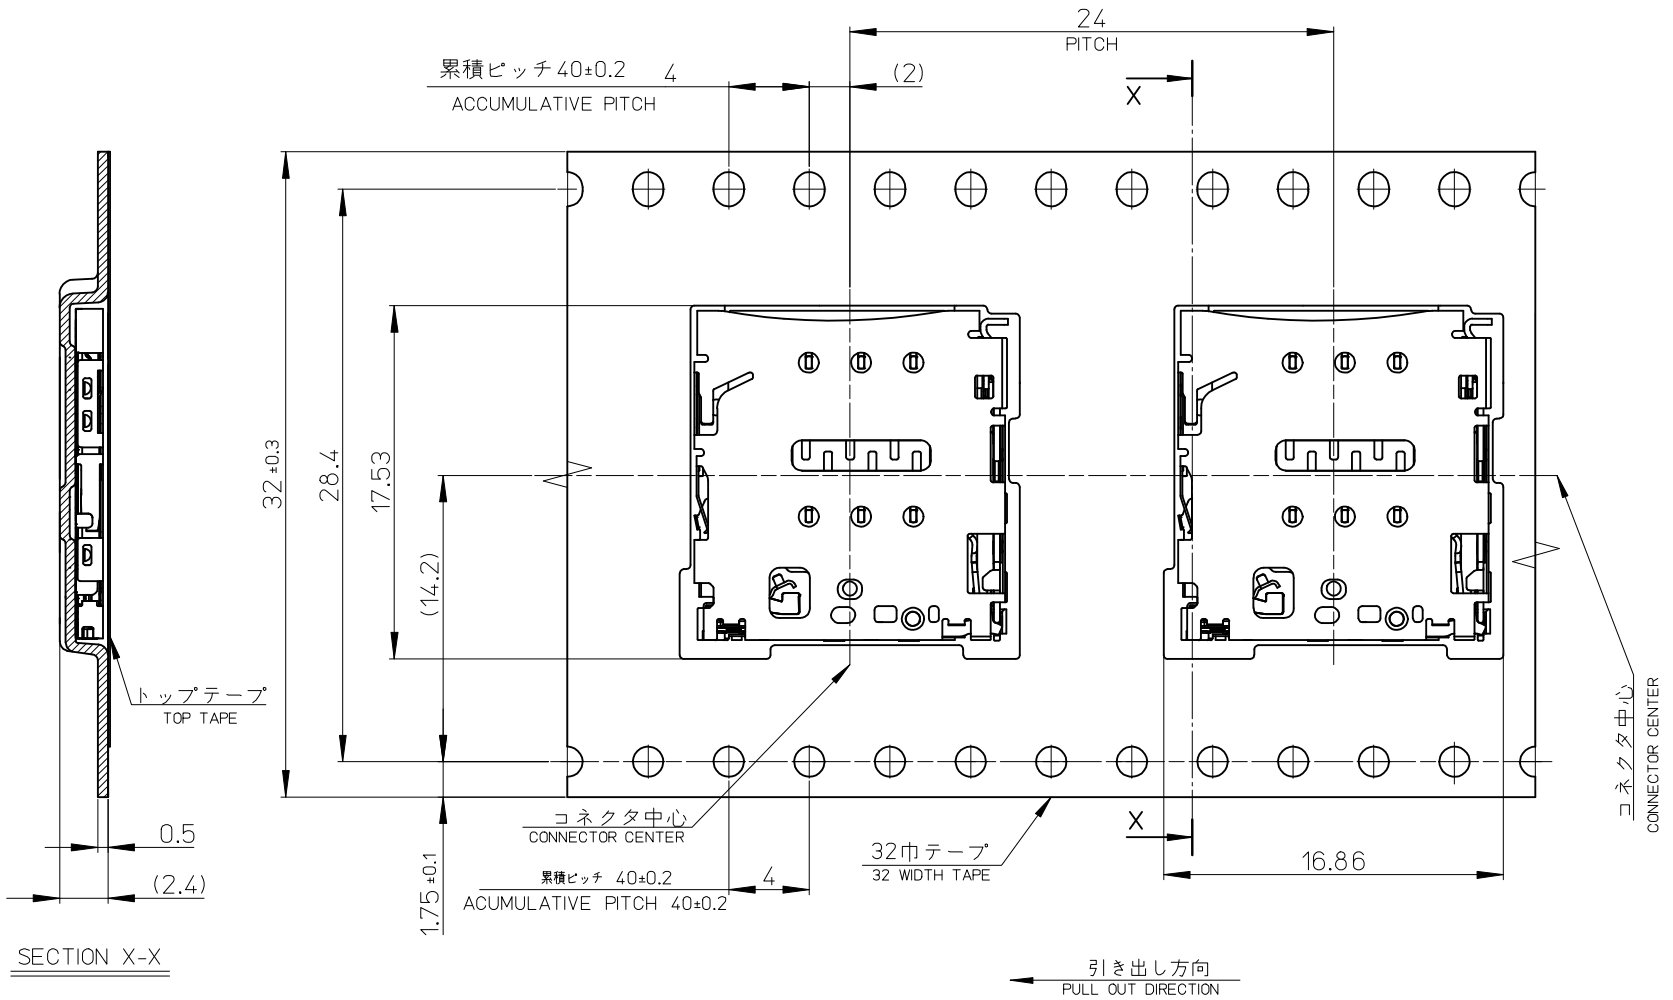 24
PITCH
累積ピッチ 40±0.2 4 (2)
ACCUMULATIVE PITCH
X
32±0.3
28.4
17.53
(14.2)
トップテープ
TOP TAPE
コネクタ中心
CONNECTOR CENTER
コネクタ中心
CONNECTOR CENTER
0.5
(2.4)
1.75±0.1
累積ピッチ 40±0.2 4
ACUMULATIVE PITCH 40±0.2
32巾テープ
32 WIDTH TAPE
X
16.86
SECTION X-X
引き出し方向
PULL OUT DIRECTION